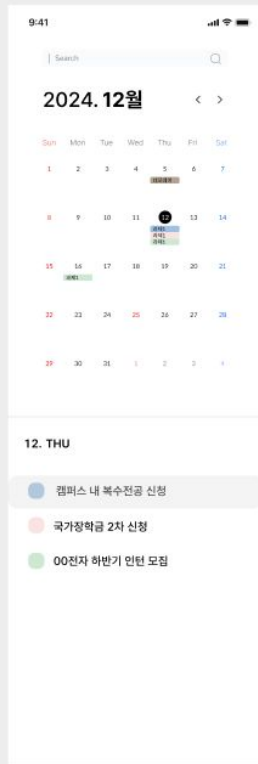 9:41
Search
2024. 12월
< >
Sun Mon Tue Wed Thu Fri Sat
1 2 3 4 5 6 7
8 9 10 11 12 13 14
15 16 17 18 19 20 21
22 23 24 25 26 27 28
29 30 31 1 2 3 4
12. THU
캠퍼스 내 복수전공 신청
국가장학금 2차 신청
00전자 하반기 인턴 모집